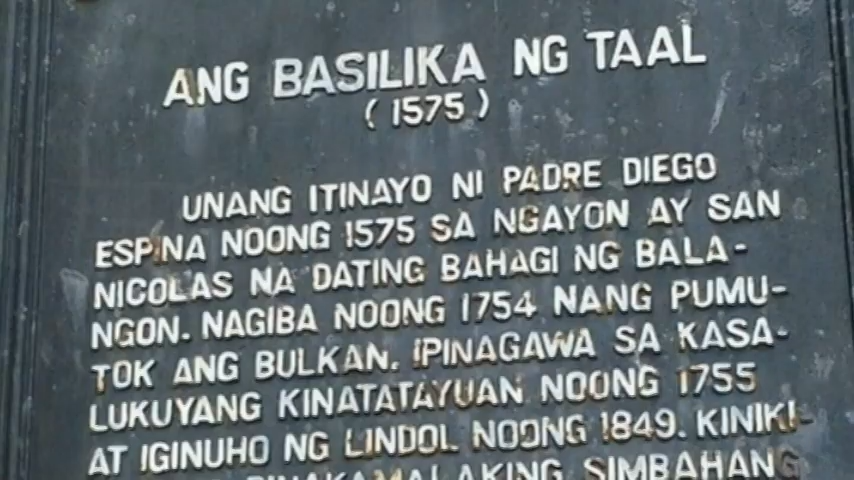 ANG BASILIKA NG TAAL
( 1575 )
UNANG ITINAYO NI PADRE DIEGO
ESPINA NOONG 1575 SA NGAYON AY SAN
NICOLAS NA DATING BAHAGI NG BALA-
NGON. NAGIBA NOONG 1754 NANG PUMU-
TOK ANG BULKAN. IPINAGAWA SA KASA-
LUKUYANG KINATATAYUAN NOONG 1755
AT IGINUHO NG LINDOL NOONG 1849. KINIKI-
PINAKAMALAKING SIMBAHANG